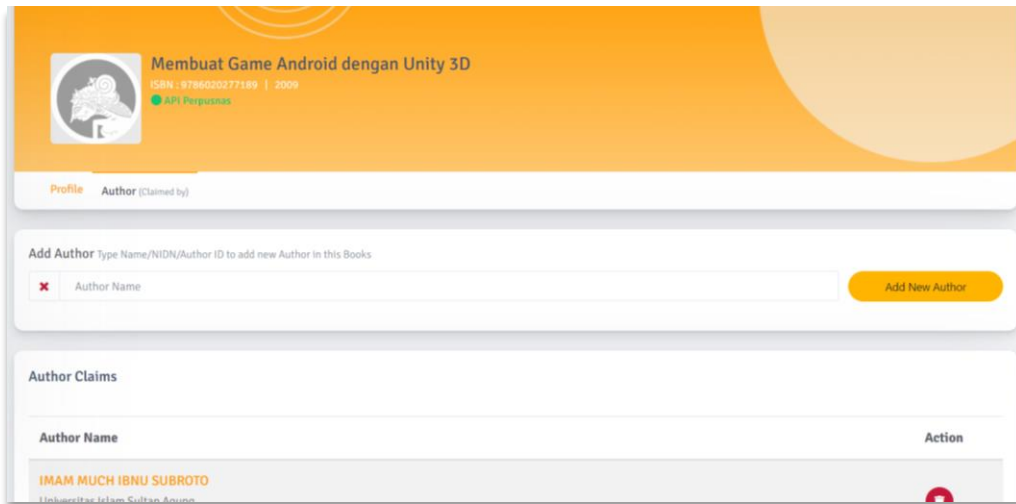 Membuat Game Android dengan Unity 3D
ISBN : 9786020277189 | 2009
API Perpusnas
Profile Author (Claimed by)
Add Author Type Name/NIDN/Author ID to add new Author In this Books
Author Name
Add New Author
Author Claims
Author Name Action
IMAM MUCH IBNU SUBROTO
Universitas Islam Sultan Agung